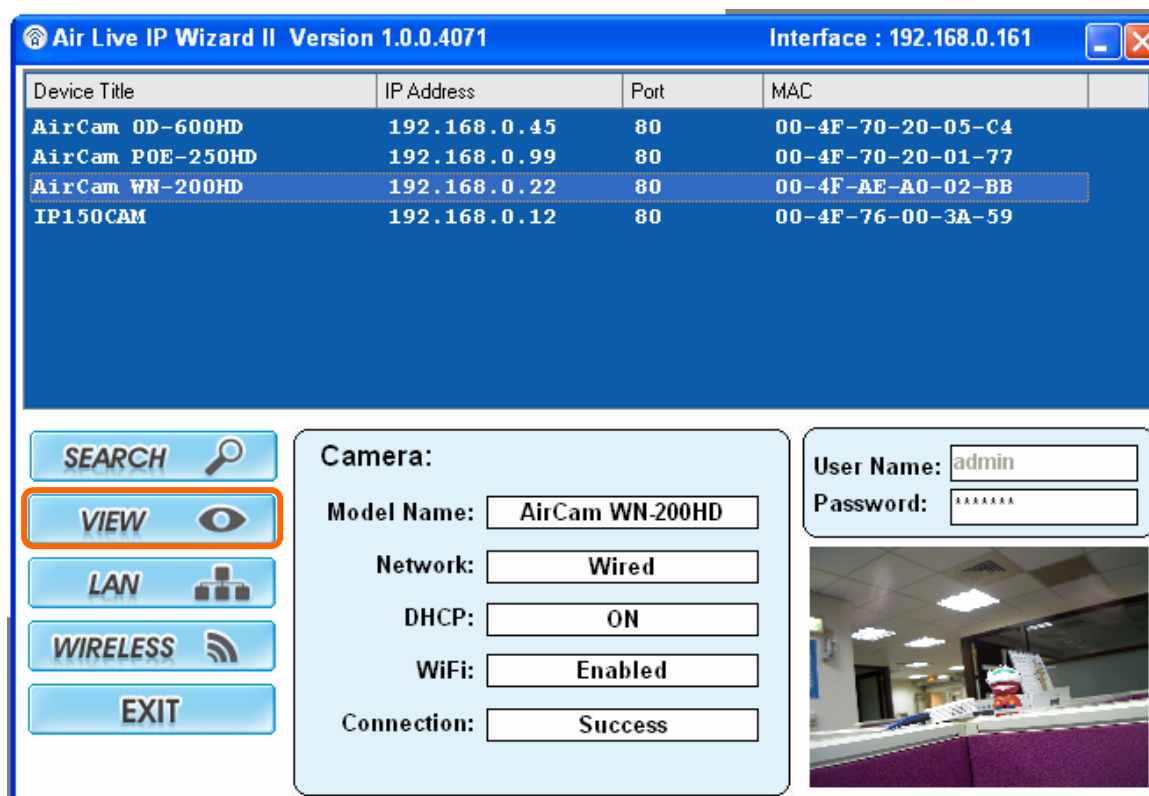 Air Live IP Wizard II Version 1.0.0.4071 Interface : 192.168.0.161
Device Title IP Address Port MAC
AirCam OD-600HD 192.168.0.45 80 00-4F-70-20-05-C4
AirCam POE-250HD 192.168.0.99 80 00-4F-70-20-01-77
AirCam WN-200HD 192.168.0.22 80 00-4F-AE-A0-02-BB
IP150CAM 192.168.0.12 80 00-4F-76-00-3A-59
SEARCH
VIEW
LAN
WIRELESS
EXIT
Camera:
Model Name: AirCam WN-200HD
Network: Wired
DHCP: ON
WiFi: Enabled
Connection: Success
User Name: admin
Password: *******